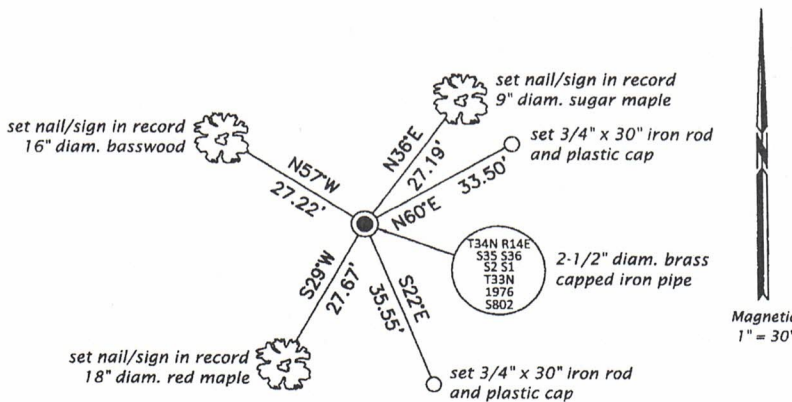 set nail/sign in record
9" diam. sugar maple
set nail/sign in record
16" diam. basswood
set 3/4" x 30" iron rod
and plastic cap
N36°E
27.19'
N57°W
27.22'
N60°E
33.50'
N
T34N R14E
S35 S36
S2 S1
T33N
1976
S802
2-1/2" diam. brass
capped iron pipe
S29°W
27.67'
S22°E
35.55'
Magnetic
1" = 30'
set nail/sign in record
18" diam. red maple
set 3/4" x 30" iron rod
and plastic cap